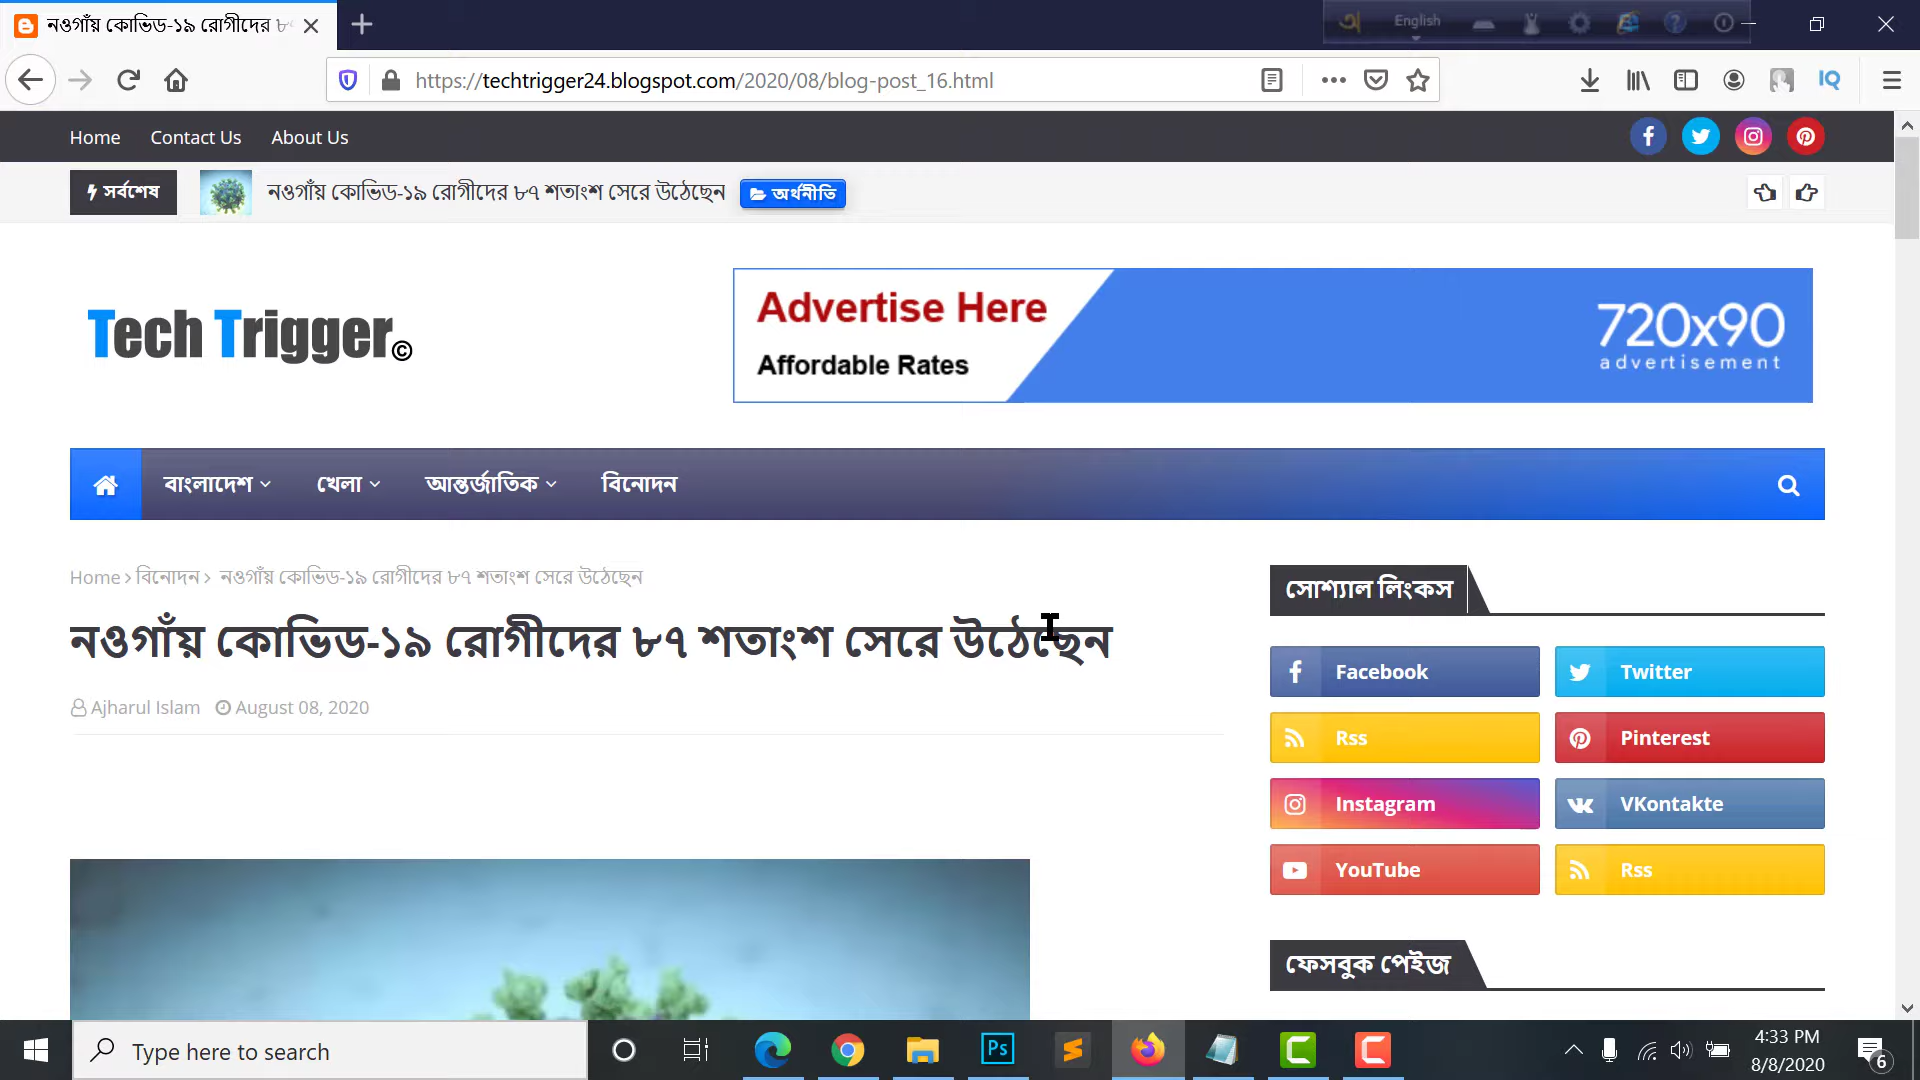 নওগাঁয় কোভিড-১৯ রোগীদের ৮৭
English
https://techtrigger24.blogspot.com/2020/08/blog-post_16.html
Home Contact Us About Us
সর্বশেষ নওগাঁয় কোভিড-১৯ রোগীদের ৮৭ শতাংশ সেরে উঠেছেন অর্থনীতি
Tech Trigger©
Advertise Here
Affordable Rates
720x90
advertisement
বাংলাদেশ খেলা আন্তর্জাতিক বিনোদন
Home › বিনোদন › নওগাঁয় কোভিড-১৯ রোগীদের ৮৭ শতাংশ সেরে উঠেছেন
নওগাঁয় কোভিড-১৯ রোগীদের ৮৭ শতাংশ সেরে উঠেছেন
Ajharul Islam August 08, 2020
সোশ্যাল লিংকস
Facebook Twitter
Rss Pinterest
Instagram VKontakte
YouTube Rss
ফেসবুক পেইজ
Type here to search
Ps
4:33 PM
8/8/2020
6